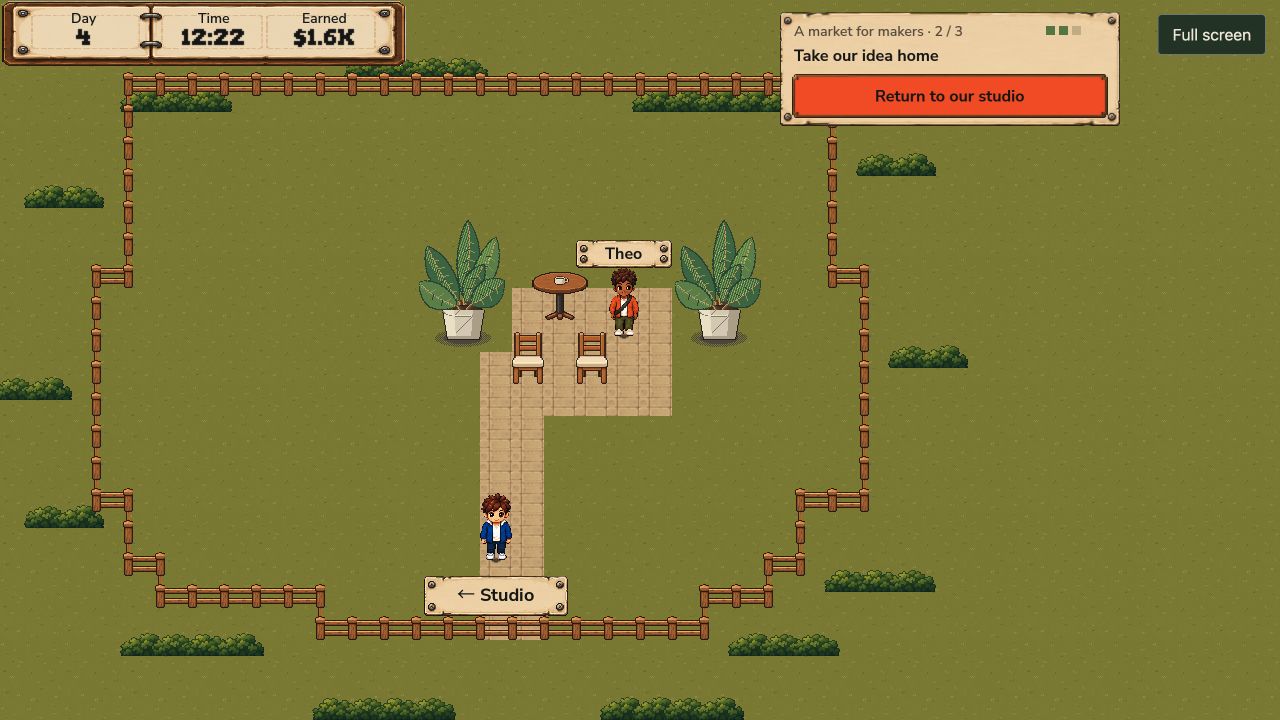 Day
4
Time
12:22
Earned
$1.6K
A market for makers · 2 / 3
Take our idea home
Return to our studio
Full screen
Theo
← Studio